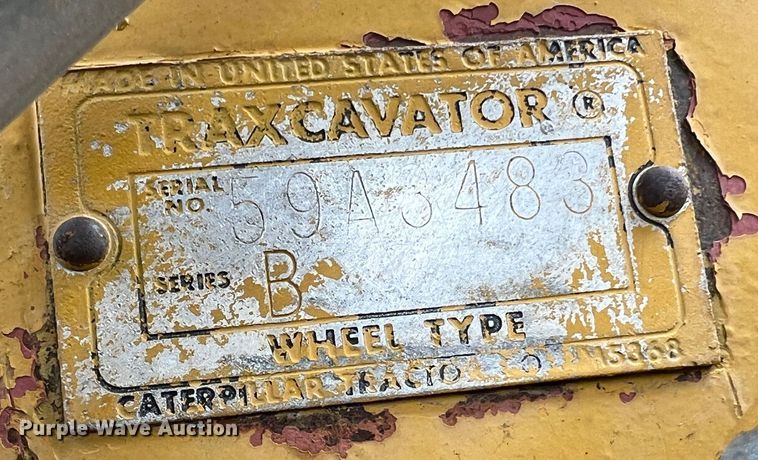 MADE IN UNITED STATES OF AMERICA
TRAXCAVATOR ®
SERIAL NO. 59A3483
SERIES B
WHEEL TYPE
CATERPILLAR TRACTOR CO.
Purple Wave Auction